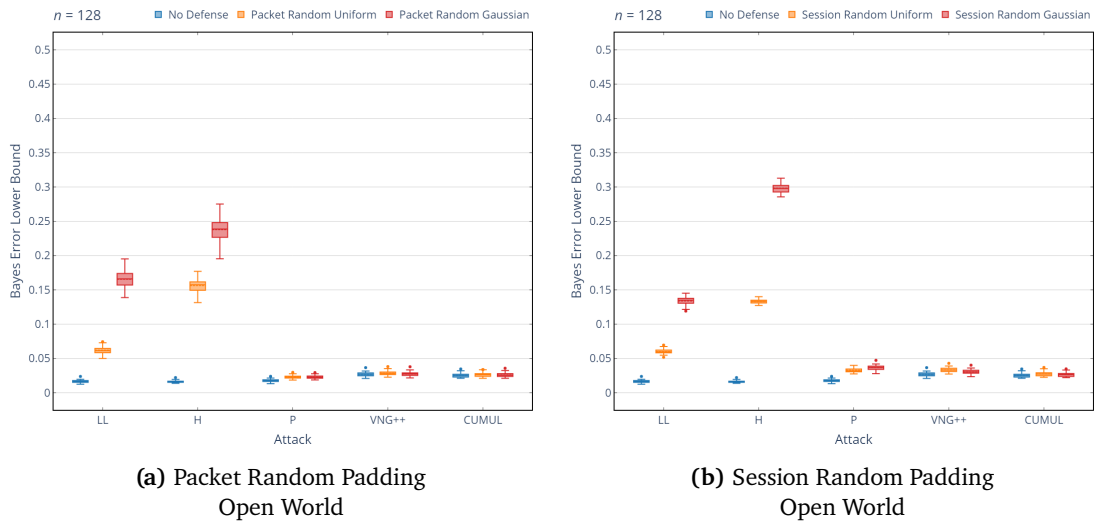 n = 128 No Defense Packet Random Uniform Packet Random Gaussian
Bayes Error Lower Bound
0.5
0.45
0.4
0.35
0.3
0.25
0.2
0.15
0.1
0.05
0
LL H P VNG++ CUMUL
Attack
(a) Packet Random Padding
Open World
n = 128 No Defense Session Random Uniform Session Random Gaussian
Bayes Error Lower Bound
0.5
0.45
0.4
0.35
0.3
0.25
0.2
0.15
0.1
0.05
0
LL H P VNG++ CUMUL
Attack
(b) Session Random Padding
Open World